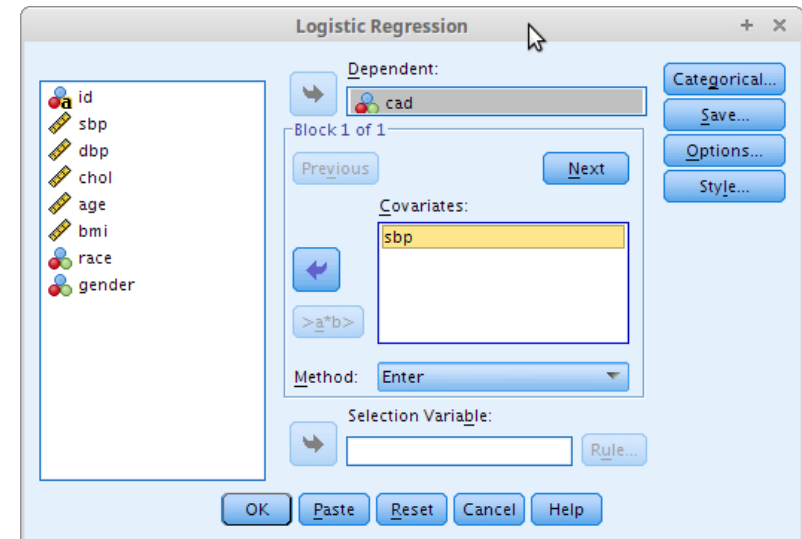 Logistic Regression
id
sbp
dbp
chol
age
bmi
race
gender
Dependent:
cad
Block 1 of 1
Previous
Next
Covariates:
sbp
>a*b>
Method:
Enter
Selection Variable:
Rule...
Categorical...
Save...
Options...
Style...
OK
Paste
Reset
Cancel
Help